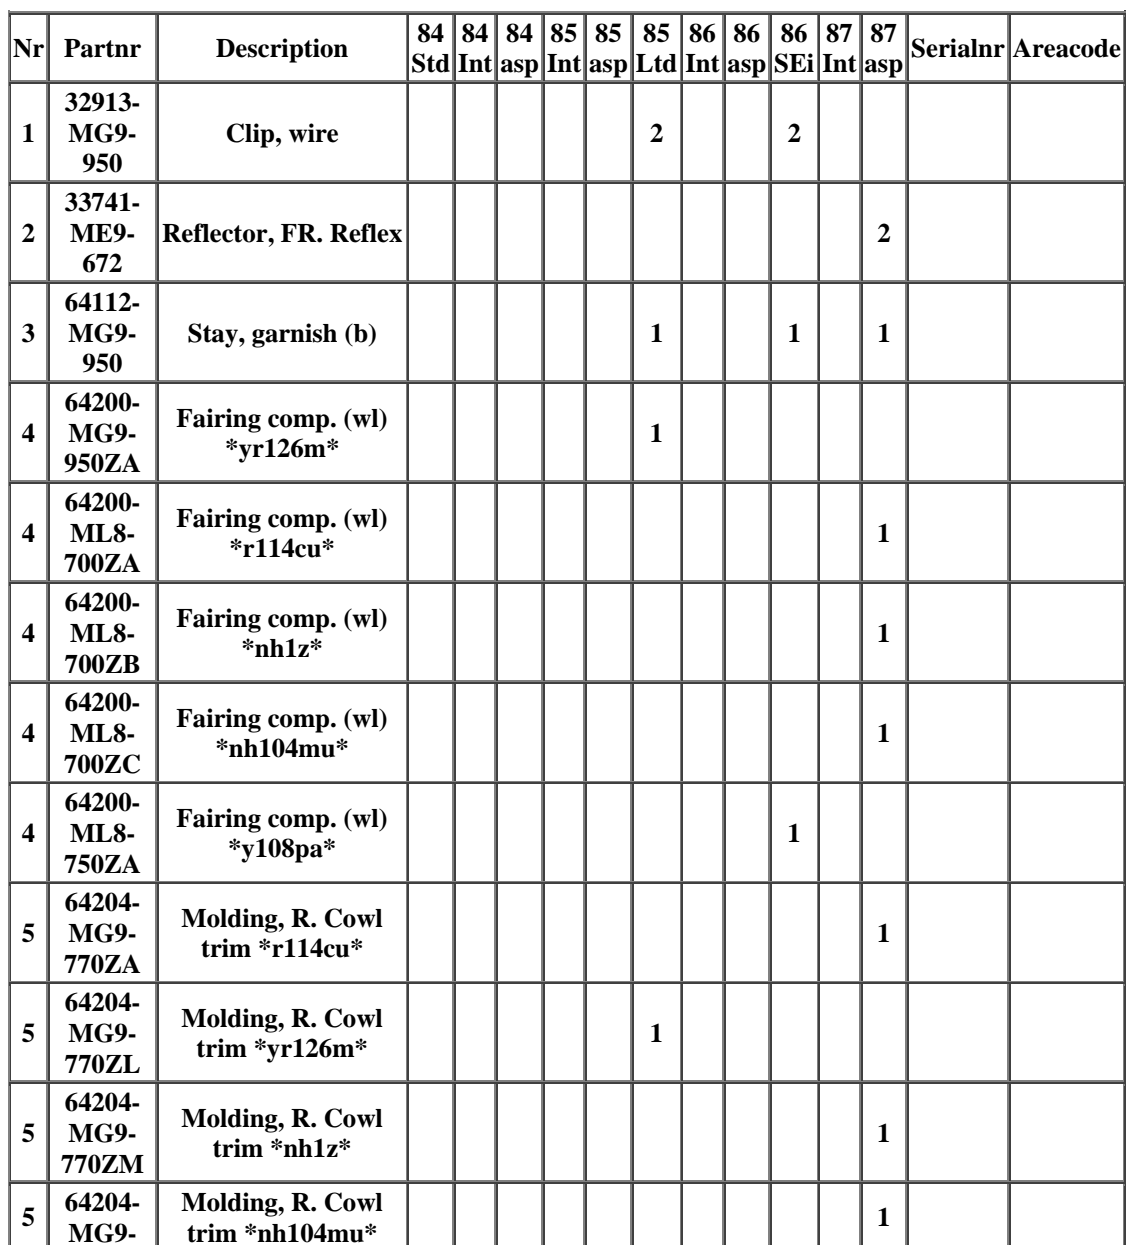 Nr Partnr Description 84 Std 84 Int 84 asp 85 Int 85 asp 85 Ltd 86 Int 86 asp 86 SEi 87 Int 87 asp Serialnr Areacode
1 32913-MG9-950 Clip, wire 2 2
2 33741-ME9-672 Reflector, FR. Reflex 2
3 64112-MG9-950 Stay, garnish (b) 1 1 1
4 64200-MG9-950ZA Fairing comp. (wl) *yr126m* 1
4 64200-ML8-700ZA Fairing comp. (wl) *r114cu* 1
4 64200-ML8-700ZB Fairing comp. (wl) *nh1z* 1
4 64200-ML8-700ZC Fairing comp. (wl) *nh104mu* 1
4 64200-ML8-750ZA Fairing comp. (wl) *y108pa* 1
5 64204-MG9-770ZA Molding, R. Cowl trim *r114cu* 1
5 64204-MG9-770ZL Molding, R. Cowl trim *yr126m* 1
5 64204-MG9-770ZM Molding, R. Cowl trim *nh1z* 1
5 64204-MG9- Molding, R. Cowl trim *nh104mu* 1